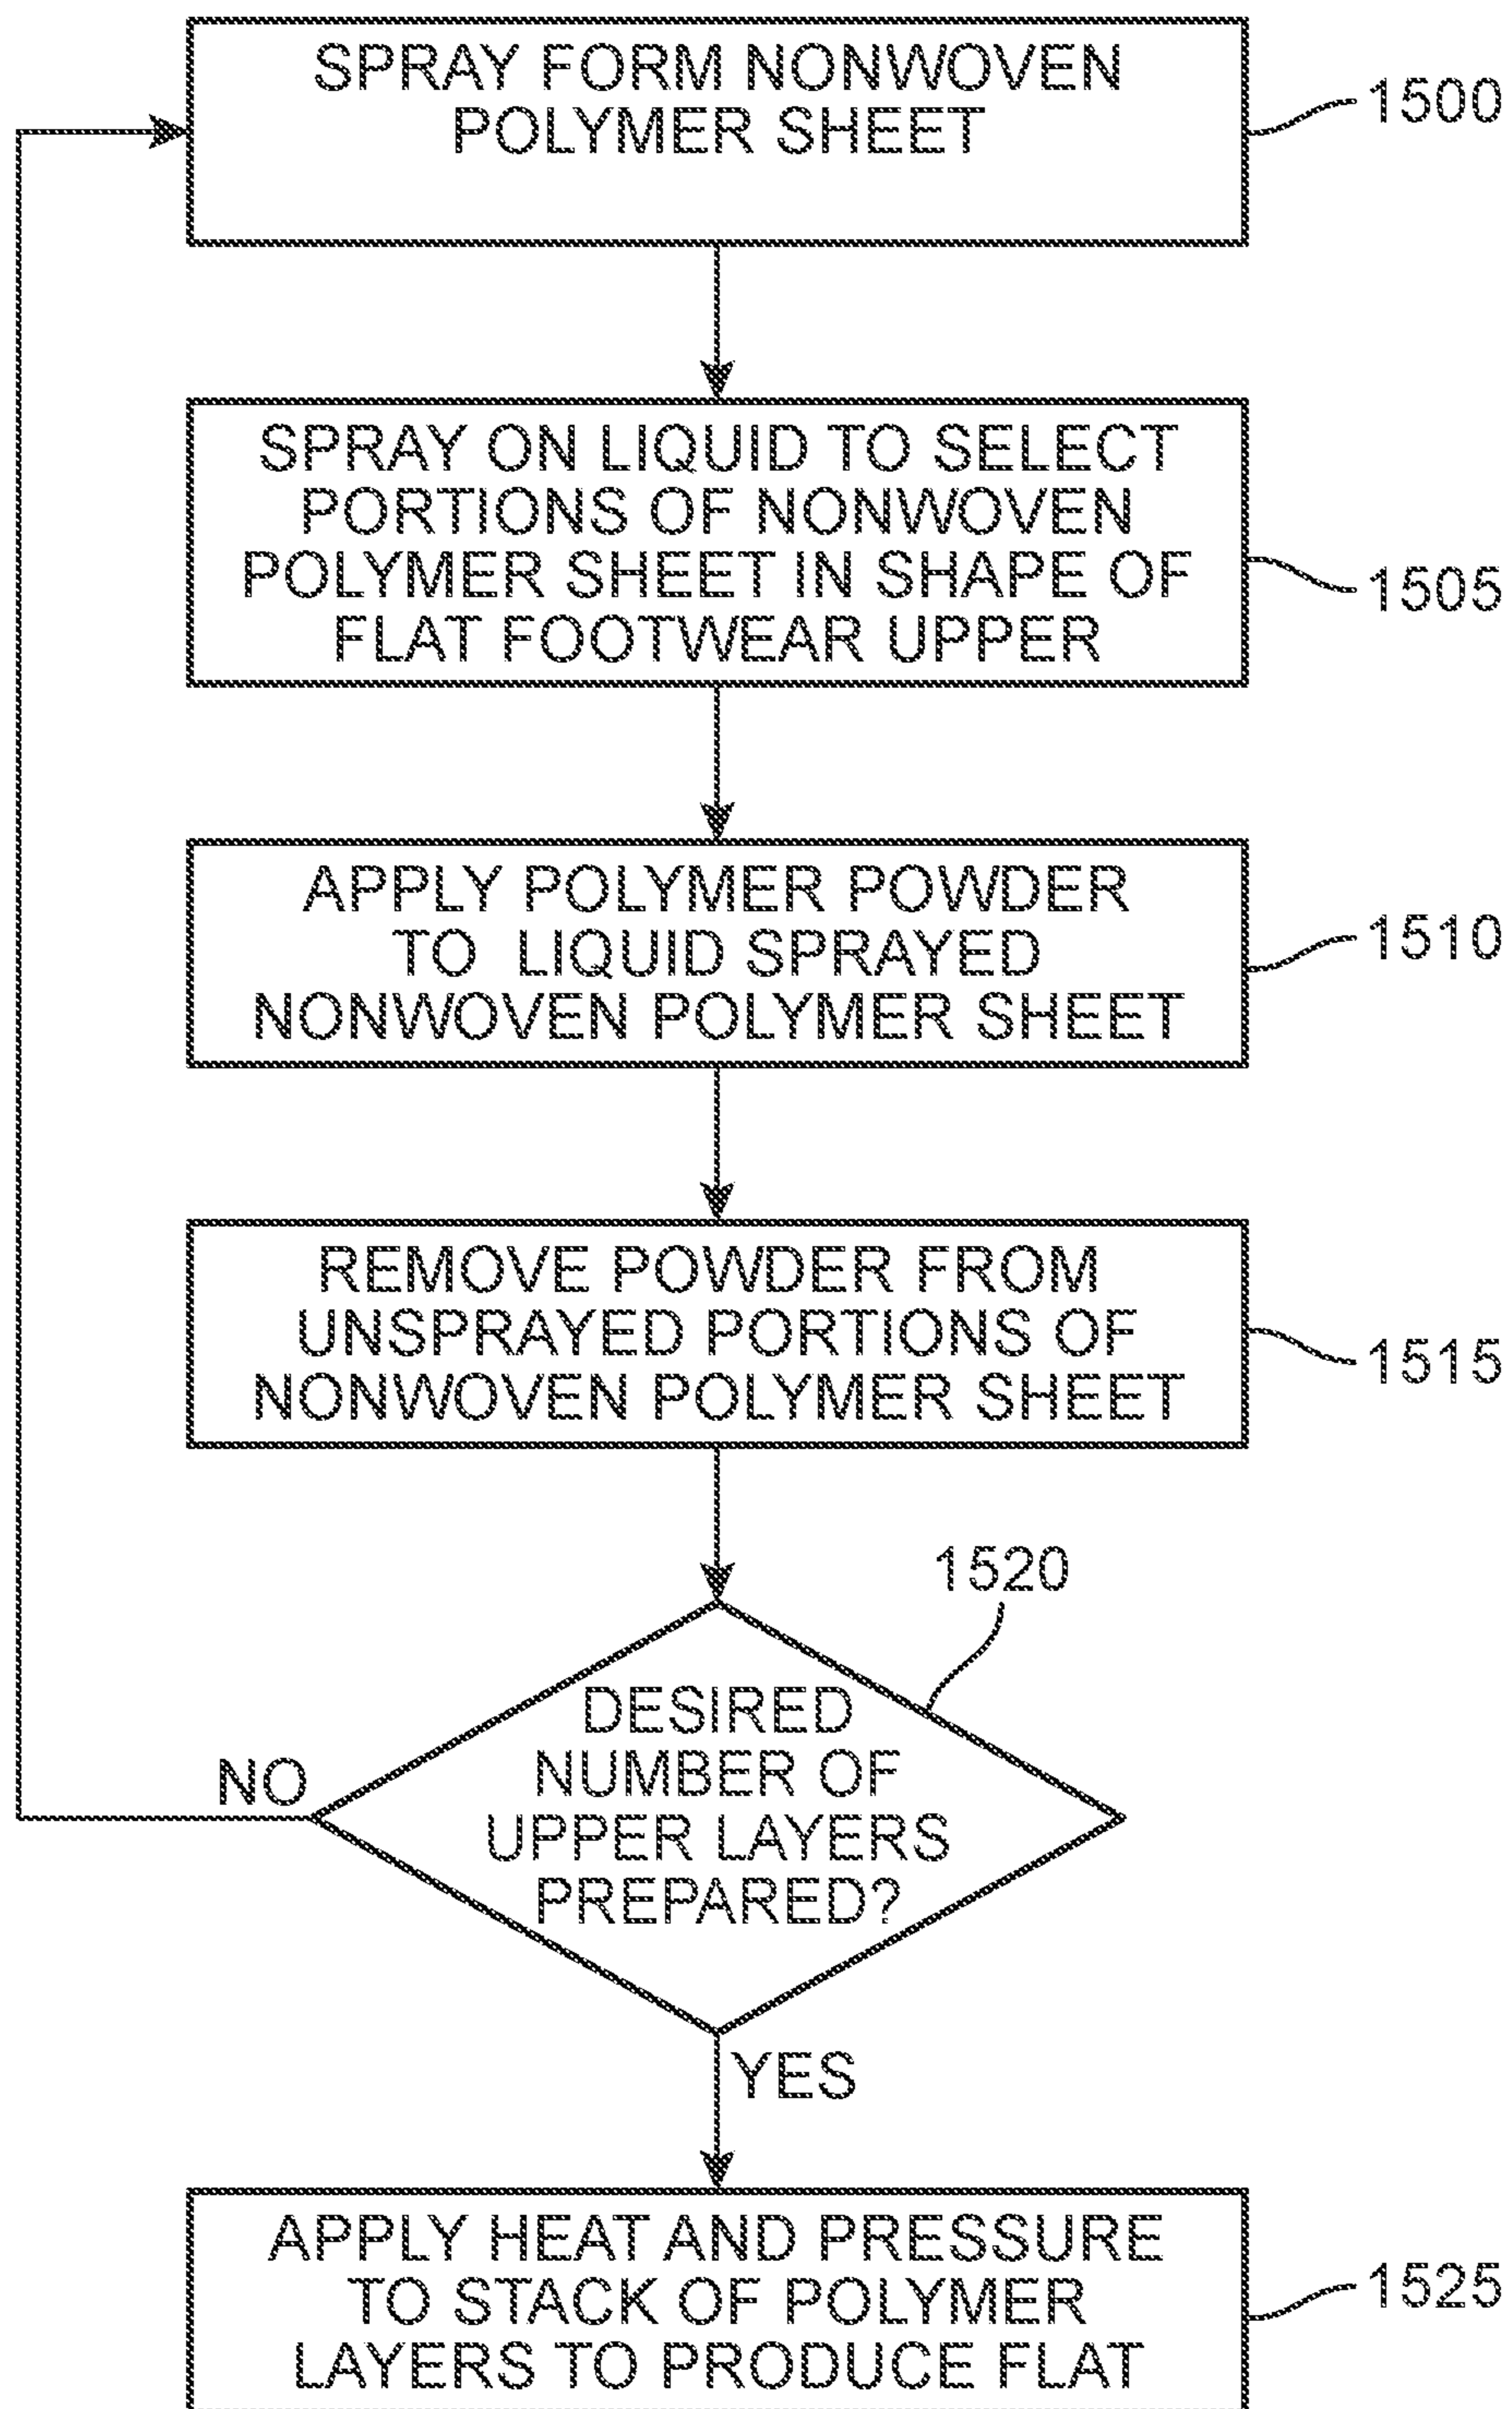 SPRAY FORM NONWOVEN
POLYMER SHEET
1500
SPRAY ON LIQUID TO SELECT
PORTIONS OF NONWOVEN
POLYMER SHEET IN SHAPE OF
FLAT FOOTWEAR UPPER
1505
APPLY POLYMER POWDER
TO LIQUID SPRAYED
NONWOVEN POLYMER SHEET
1510
REMOVE POWDER FROM
UNSPRAYED PORTIONS OF
NONWOVEN POLYMER SHEET
1515
1520
DESIRED
NUMBER OF
UPPER LAYERS
PREPARED?
NO
YES
APPLY HEAT AND PRESSURE
TO STACK OF POLYMER
LAYERS TO PRODUCE FLAT
1525